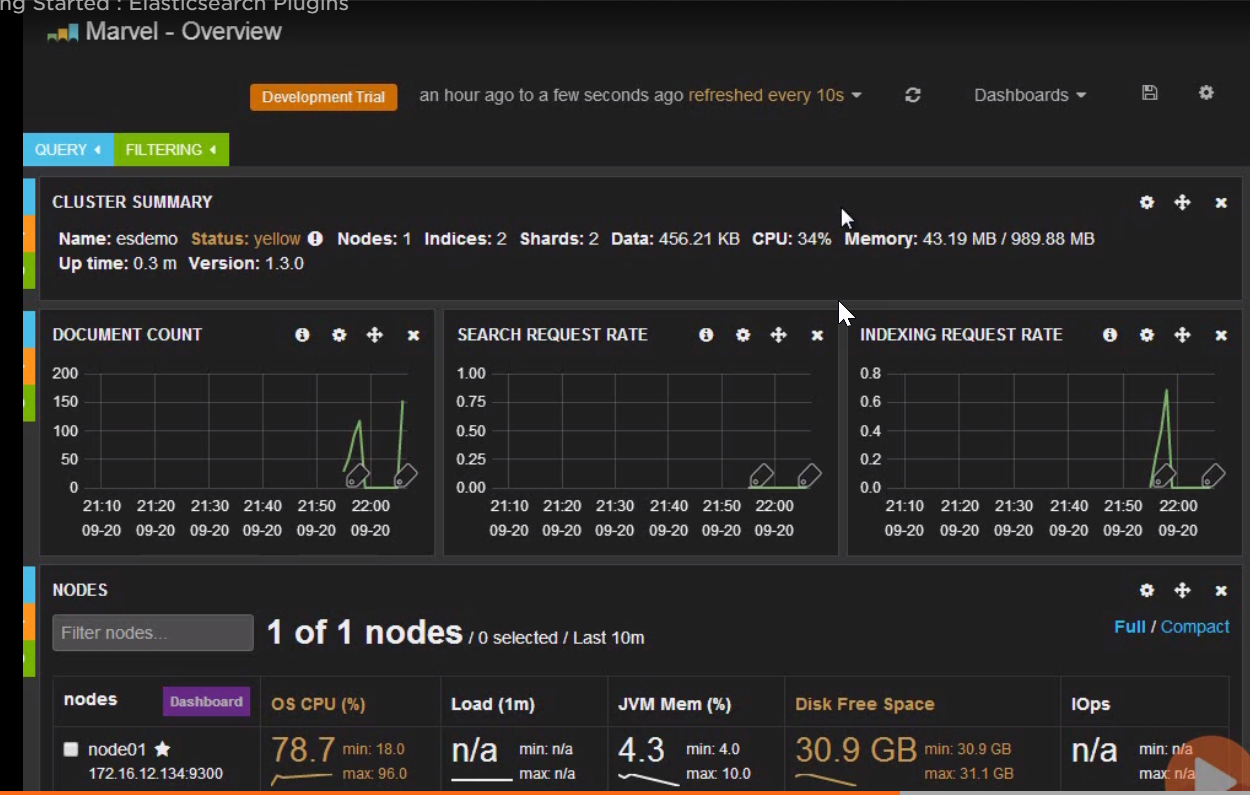 ng Started : Elasticsearch Plugins
Marvel - Overview
Development Trial an hour ago to a few seconds ago refreshed every 10s Dashboards
QUERY FILTERING
CLUSTER SUMMARY
Name: esdemo Status: yellow Nodes: 1 Indices: 2 Shards: 2 Data: 456.21 KB CPU: 34% Memory: 43.19 MB / 989.88 MB
Up time: 0.3 m Version: 1.3.0
DOCUMENT COUNT
200
150
100
50
0
21:10 21:20 21:30 21:40 21:50 22:00
09-20 09-20 09-20 09-20 09-20 09-20
SEARCH REQUEST RATE
1.00
0.75
0.50
0.25
0.00
21:10 21:20 21:30 21:40 21:50 22:00
09-20 09-20 09-20 09-20 09-20 09-20
INDEXING REQUEST RATE
0.8
0.6
0.4
0.2
0.0
21:10 21:20 21:30 21:40 21:50 22:00
09-20 09-20 09-20 09-20 09-20 09-20
NODES
Filter nodes... 1 of 1 nodes / 0 selected / Last 10m Full / Compact
nodes Dashboard OS CPU (%) Load (1m) JVM Mem (%) Disk Free Space IOps
node01 78.7 min: 18.0 n/a min: n/a 4.3 min: 4.0 30.9 GB min: 30.9 GB n/a min: n/a
172.16.12.134:9300 max: 96.0 max: n/a max: 10.0 max: 31.1 GB max: n/a